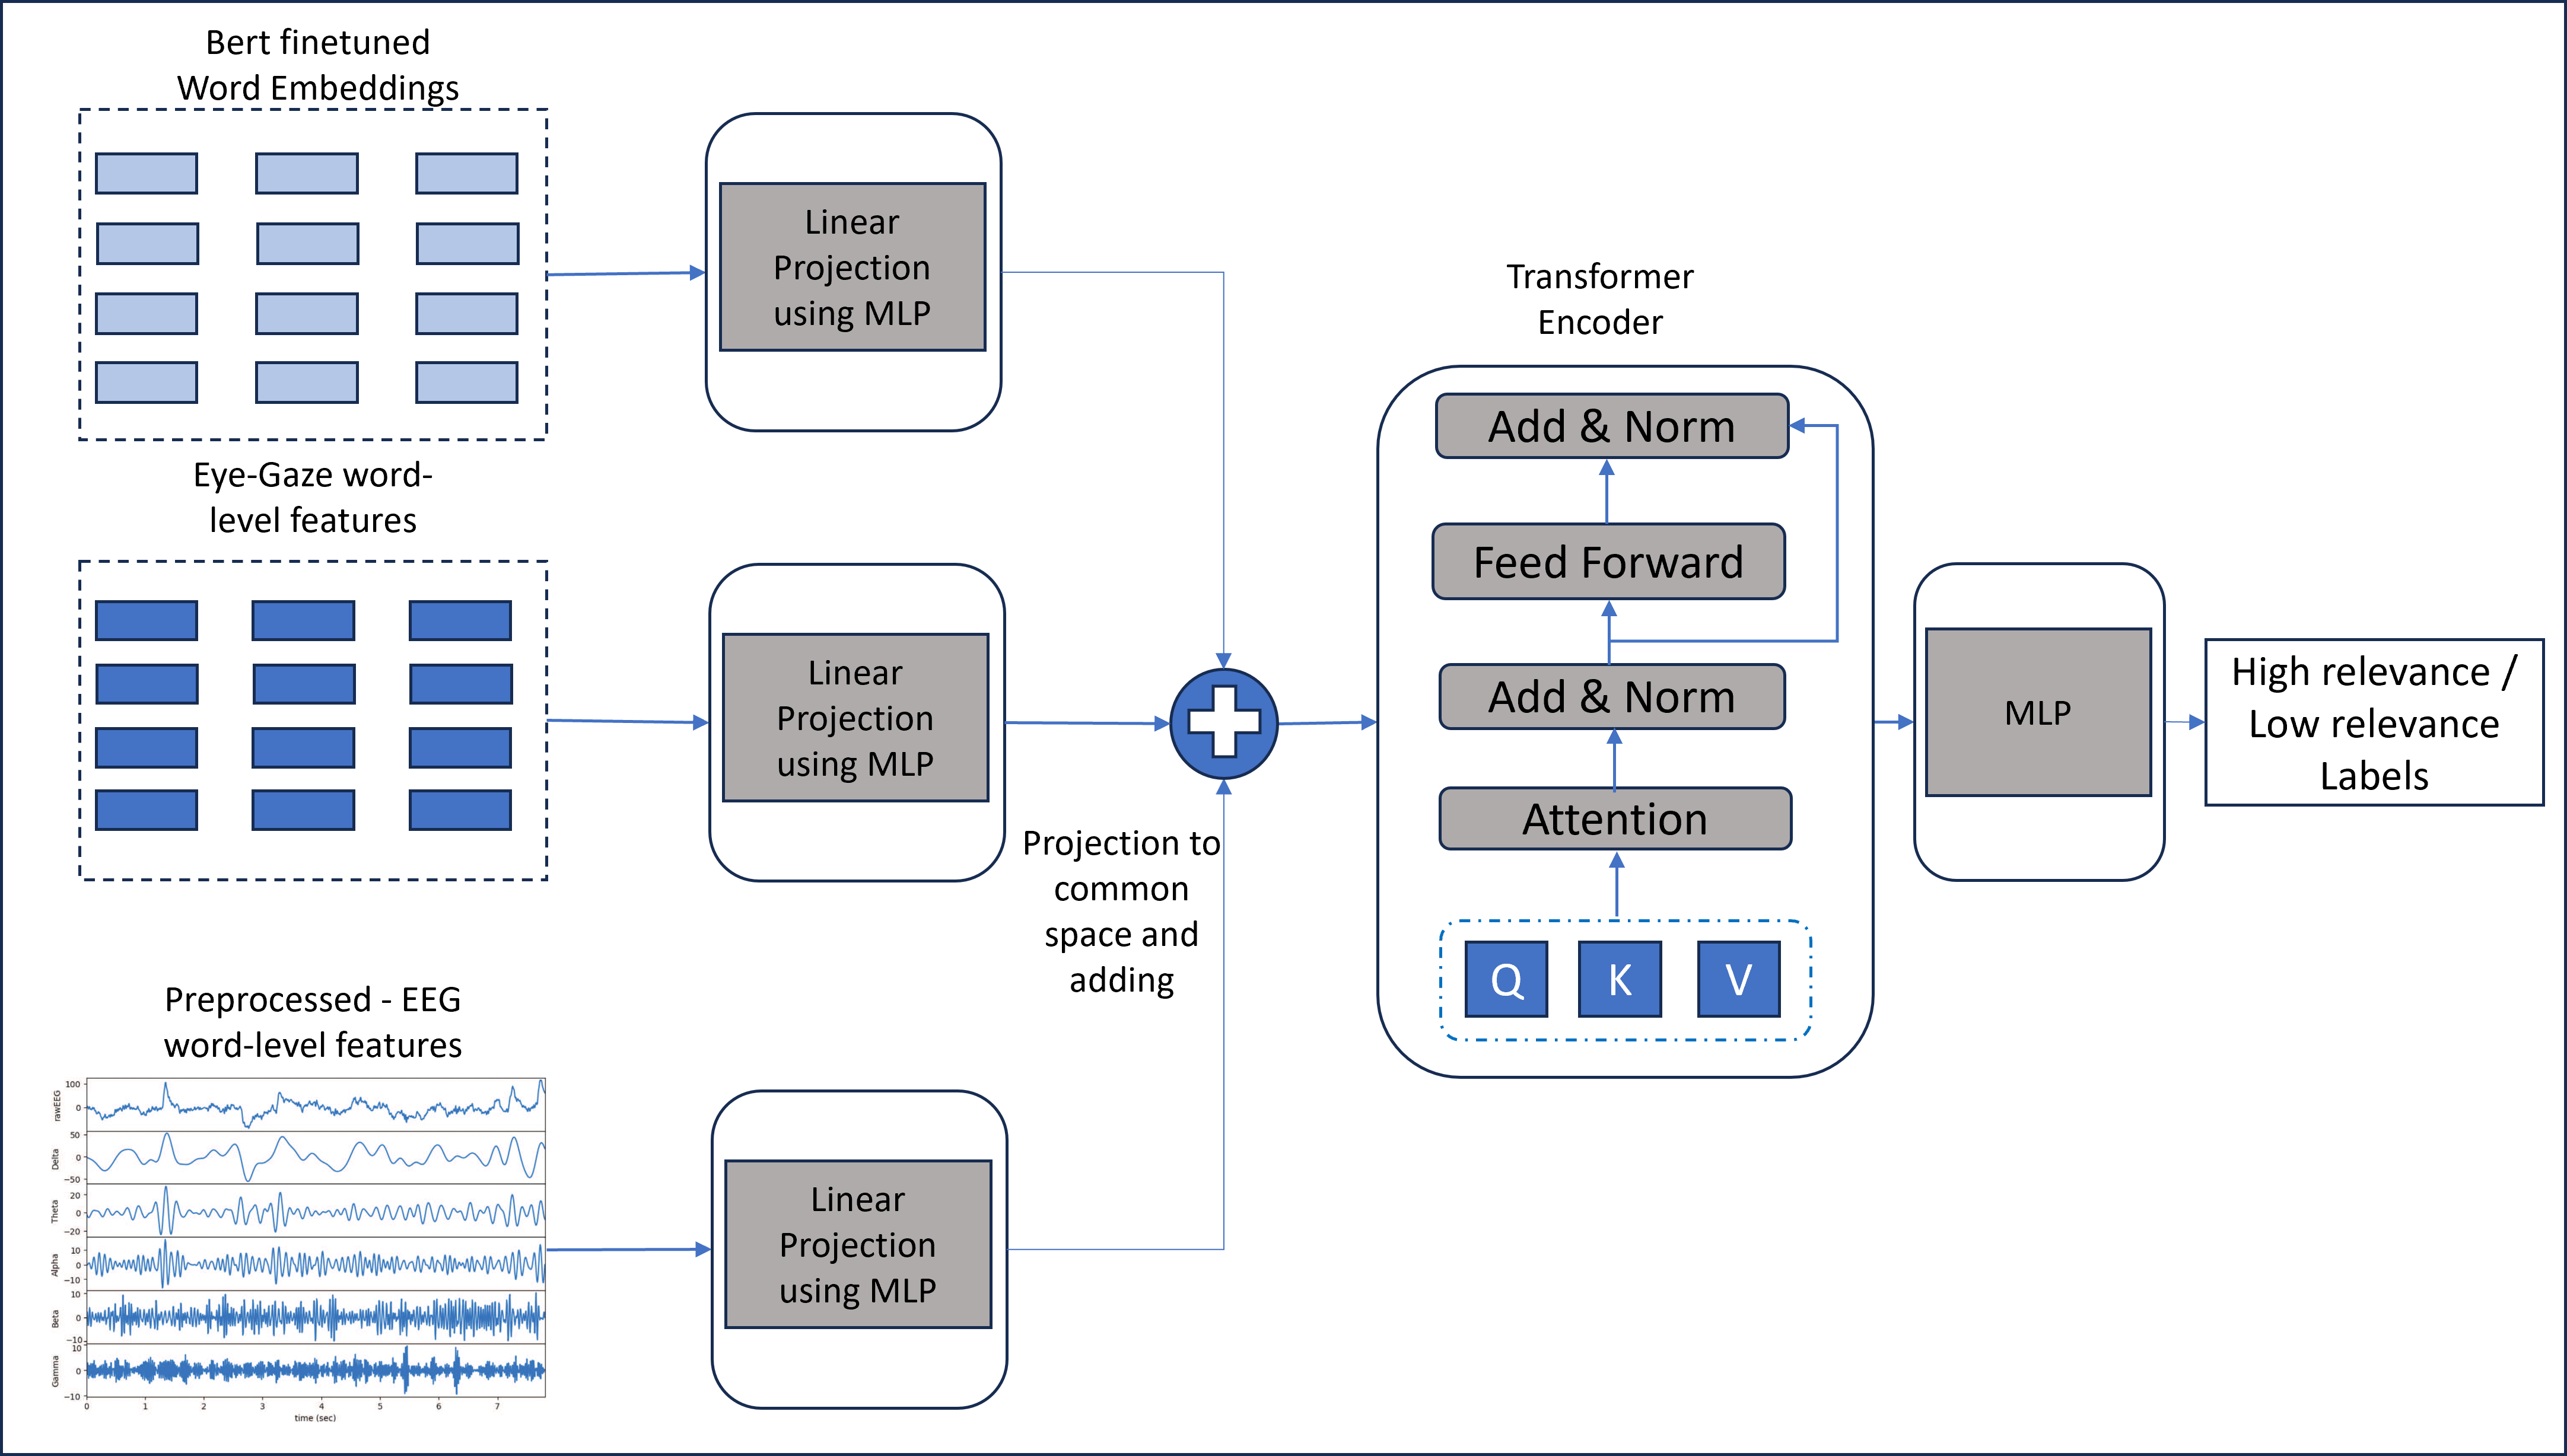 Bert finetuned
Word Embeddings
Linear
Projection
using MLP
Eye-Gaze word-
level features
Linear
Projection
using MLP
Preprocessed - EEG
word-level features
rawEEG
100
0
Delta
50
0
−50
Theta
20
0
−20
Alpha
10
0
−10
Beta
10
0
−10
Gamma
10
0
−10
0 1 2 3 4 5 6 7
time (sec)
Linear
Projection
using MLP
Projection to
common
space and
adding
Transformer
Encoder
Add & Norm
Feed Forward
Add & Norm
Attention
Q K V
MLP
High relevance /
Low relevance
Labels